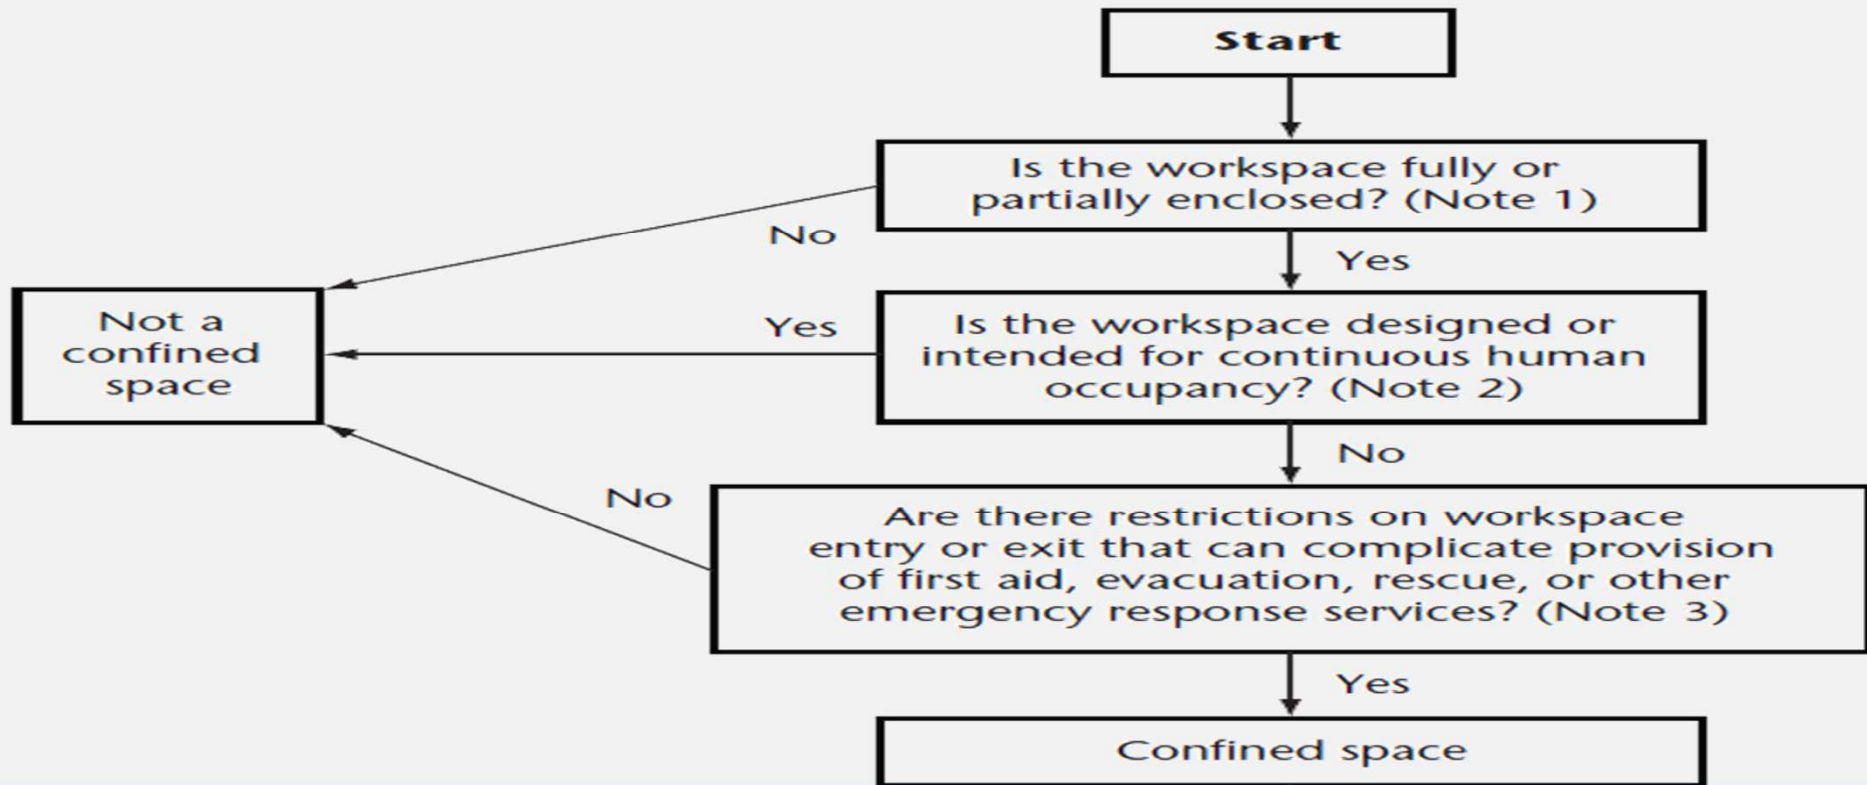 Start
Is the workspace fully or
partially enclosed? (Note 1)
No
Yes
Not a
confined
space
Yes
Is the workspace designed or
intended for continuous human
occupancy? (Note 2)
No
No
Are there restrictions on workspace
entry or exit that can complicate provision
of first aid, evacuation, rescue, or other
emergency response services? (Note 3)
Yes
Confined space